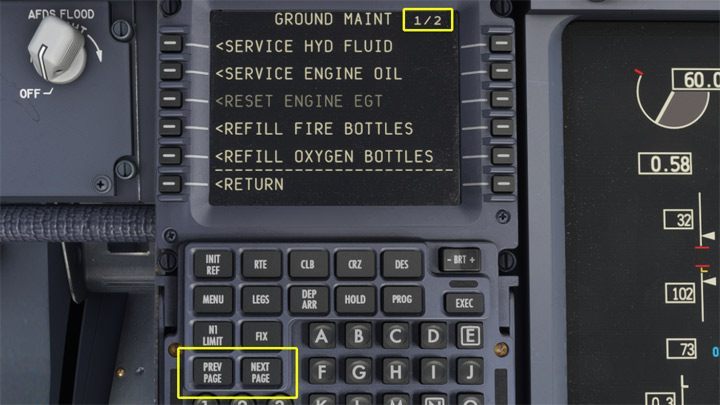 AFDS FLOOD
OFF
GROUND MAINT 1/2
<SERVICE HYD FLUID
<SERVICE ENGINE OIL
<RESET ENGINE EGT
<REFILL FIRE BOTTLES
<REFILL OXYGEN BOTTLES
<RETURN
INIT REF
RTE
CLB
CRZ
DES
- BRT +
MENU
LEGS
DEP ARR
HOLD
PROG
EXEC
N1 LIMIT
FIX
A B C D E
PREV PAGE
NEXT PAGE
F G H I J
60.0
0.58
32
102
73
0.3